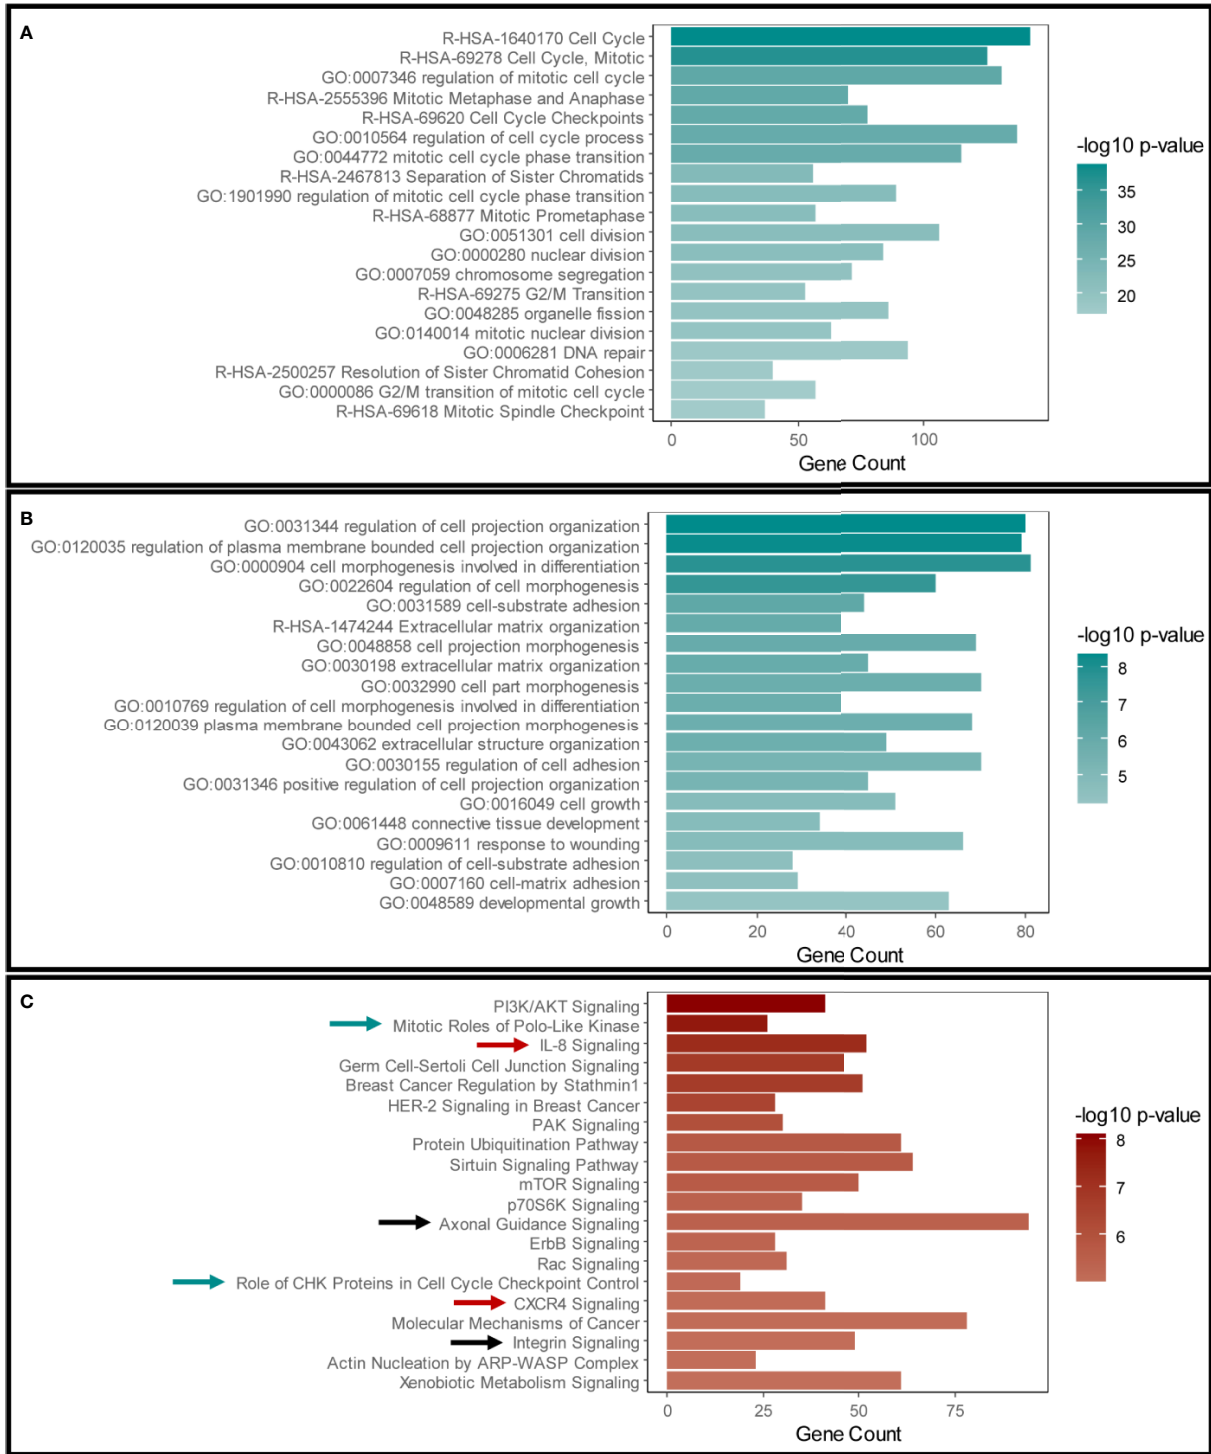 A
R-HSA-1640170 Cell Cycle
R-HSA-69278 Cell Cycle, Mitotic
GO:0007346 regulation of mitotic cell cycle
R-HSA-2555396 Mitotic Metaphase and Anaphase
R-HSA-69620 Cell Cycle Checkpoints
GO:0010564 regulation of cell cycle process
GO:0044772 mitotic cell cycle phase transition
R-HSA-2467813 Separation of Sister Chromatids
GO:1901990 regulation of mitotic cell cycle phase transition
R-HSA-68877 Mitotic Prometaphase
GO:0051301 cell division
GO:0000280 nuclear division
GO:0007059 chromosome segregation
R-HSA-69275 G2/M Transition
GO:0048285 organelle fission
GO:0140014 mitotic nuclear division
GO:0006281 DNA repair
R-HSA-2500257 Resolution of Sister Chromatid Cohesion
GO:0000086 G2/M transition of mitotic cell cycle
R-HSA-69618 Mitotic Spindle Checkpoint
0 50 100
Gene Count
-log10 p-value
35
30
25
20
B
GO:0031344 regulation of cell projection organization
GO:0120035 regulation of plasma membrane bounded cell projection organization
GO:0000904 cell morphogenesis involved in differentiation
GO:0022604 regulation of cell morphogenesis
GO:0031589 cell-substrate adhesion
R-HSA-1474244 Extracellular matrix organization
GO:0048858 cell projection morphogenesis
GO:0030198 extracellular matrix organization
GO:0032990 cell part morphogenesis
GO:0010769 regulation of cell morphogenesis involved in differentiation
GO:0120039 plasma membrane bounded cell projection morphogenesis
GO:0043062 extracellular structure organization
GO:0030155 regulation of cell adhesion
GO:0031346 positive regulation of cell projection organization
GO:0016049 cell growth
GO:0061448 connective tissue development
GO:0009611 response to wounding
GO:0010810 regulation of cell-substrate adhesion
GO:0007160 cell-matrix adhesion
GO:0048589 developmental growth
0 20 40 60 80
Gene Count
-log10 p-value
8
7
6
5
C
PI3K/AKT Signaling
Mitotic Roles of Polo-Like Kinase
IL-8 Signaling
Germ Cell-Sertoli Cell Junction Signaling
Breast Cancer Regulation by Stathmin1
HER-2 Signaling in Breast Cancer
PAK Signaling
Protein Ubiquitination Pathway
Sirtuin Signaling Pathway
mTOR Signaling
p70S6K Signaling
Axonal Guidance Signaling
ErbB Signaling
Rac Signaling
Role of CHK Proteins in Cell Cycle Checkpoint Control
CXCR4 Signaling
Molecular Mechanisms of Cancer
Integrin Signaling
Actin Nucleation by ARP-WASP Complex
Xenobiotic Metabolism Signaling
0 25 50 75
Gene Count
-log10 p-value
8
7
6